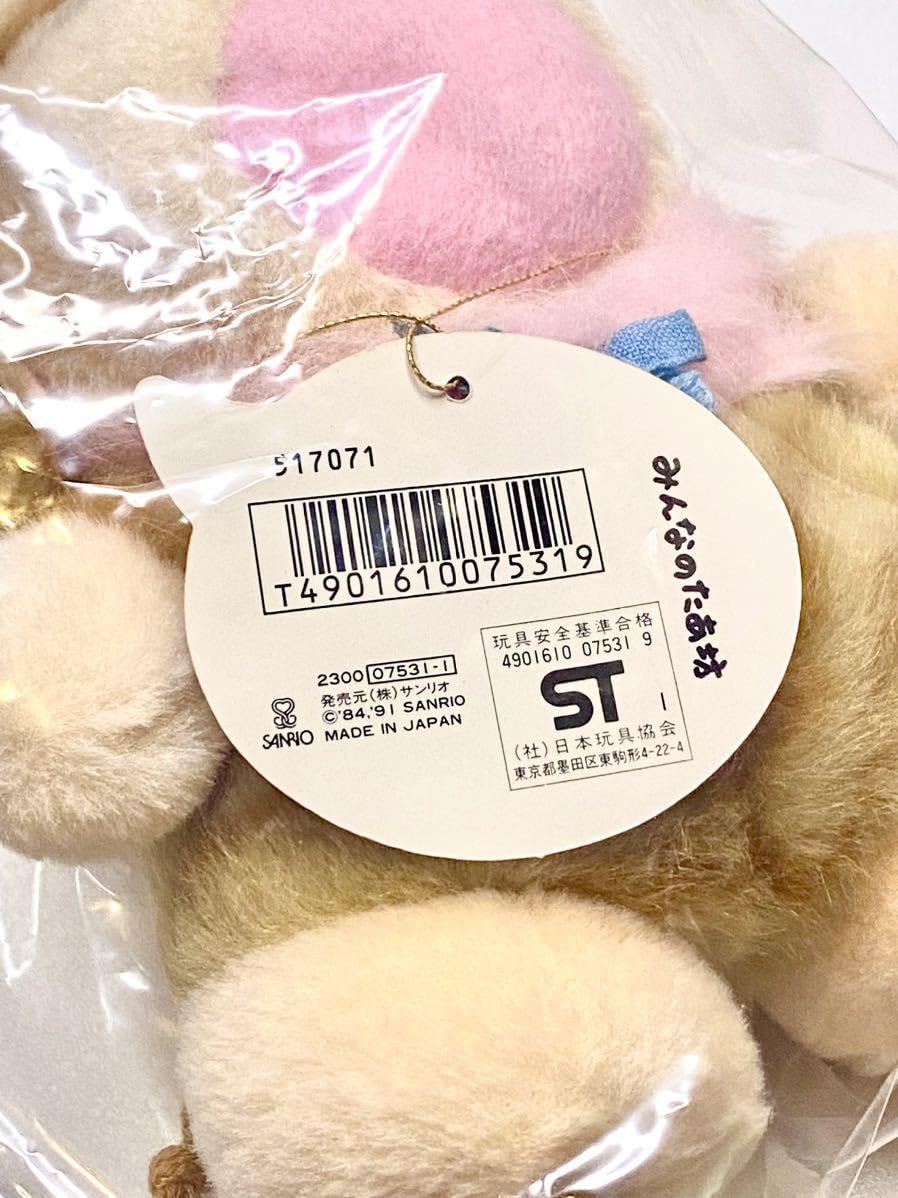 517071
T4901610075319
みんなのたあ坊
2300 07531-1
発売元(株)サンリオ
©'84,'91 SANRIO
MADE IN JAPAN
SANRIO
玩具安全基準合格
4901610 07531 9
ST 1
(社)日本玩具協会
東京都墨田区東駒形4-22-4